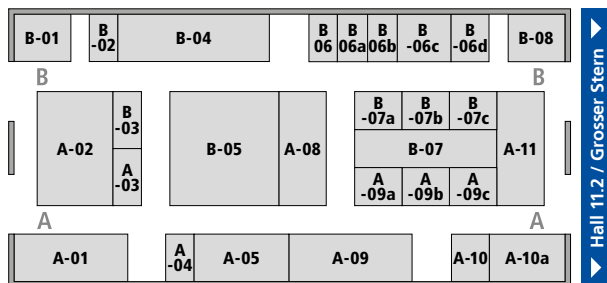 B-01
B
-02
B-04
B
06
B
06a
B
06b
B
-06c
B
-06d
B-08
B
B
A-02
B
-03
A
-03
B-05
A-08
B
-07a
B
-07b
B
-07c
B-07
A
-09a
A
-09b
A
-09c
A-11
A
A
A-01
A
-04
A-05
A-09
A-10
A-10a
Hall 11.2 / Grosser Stern